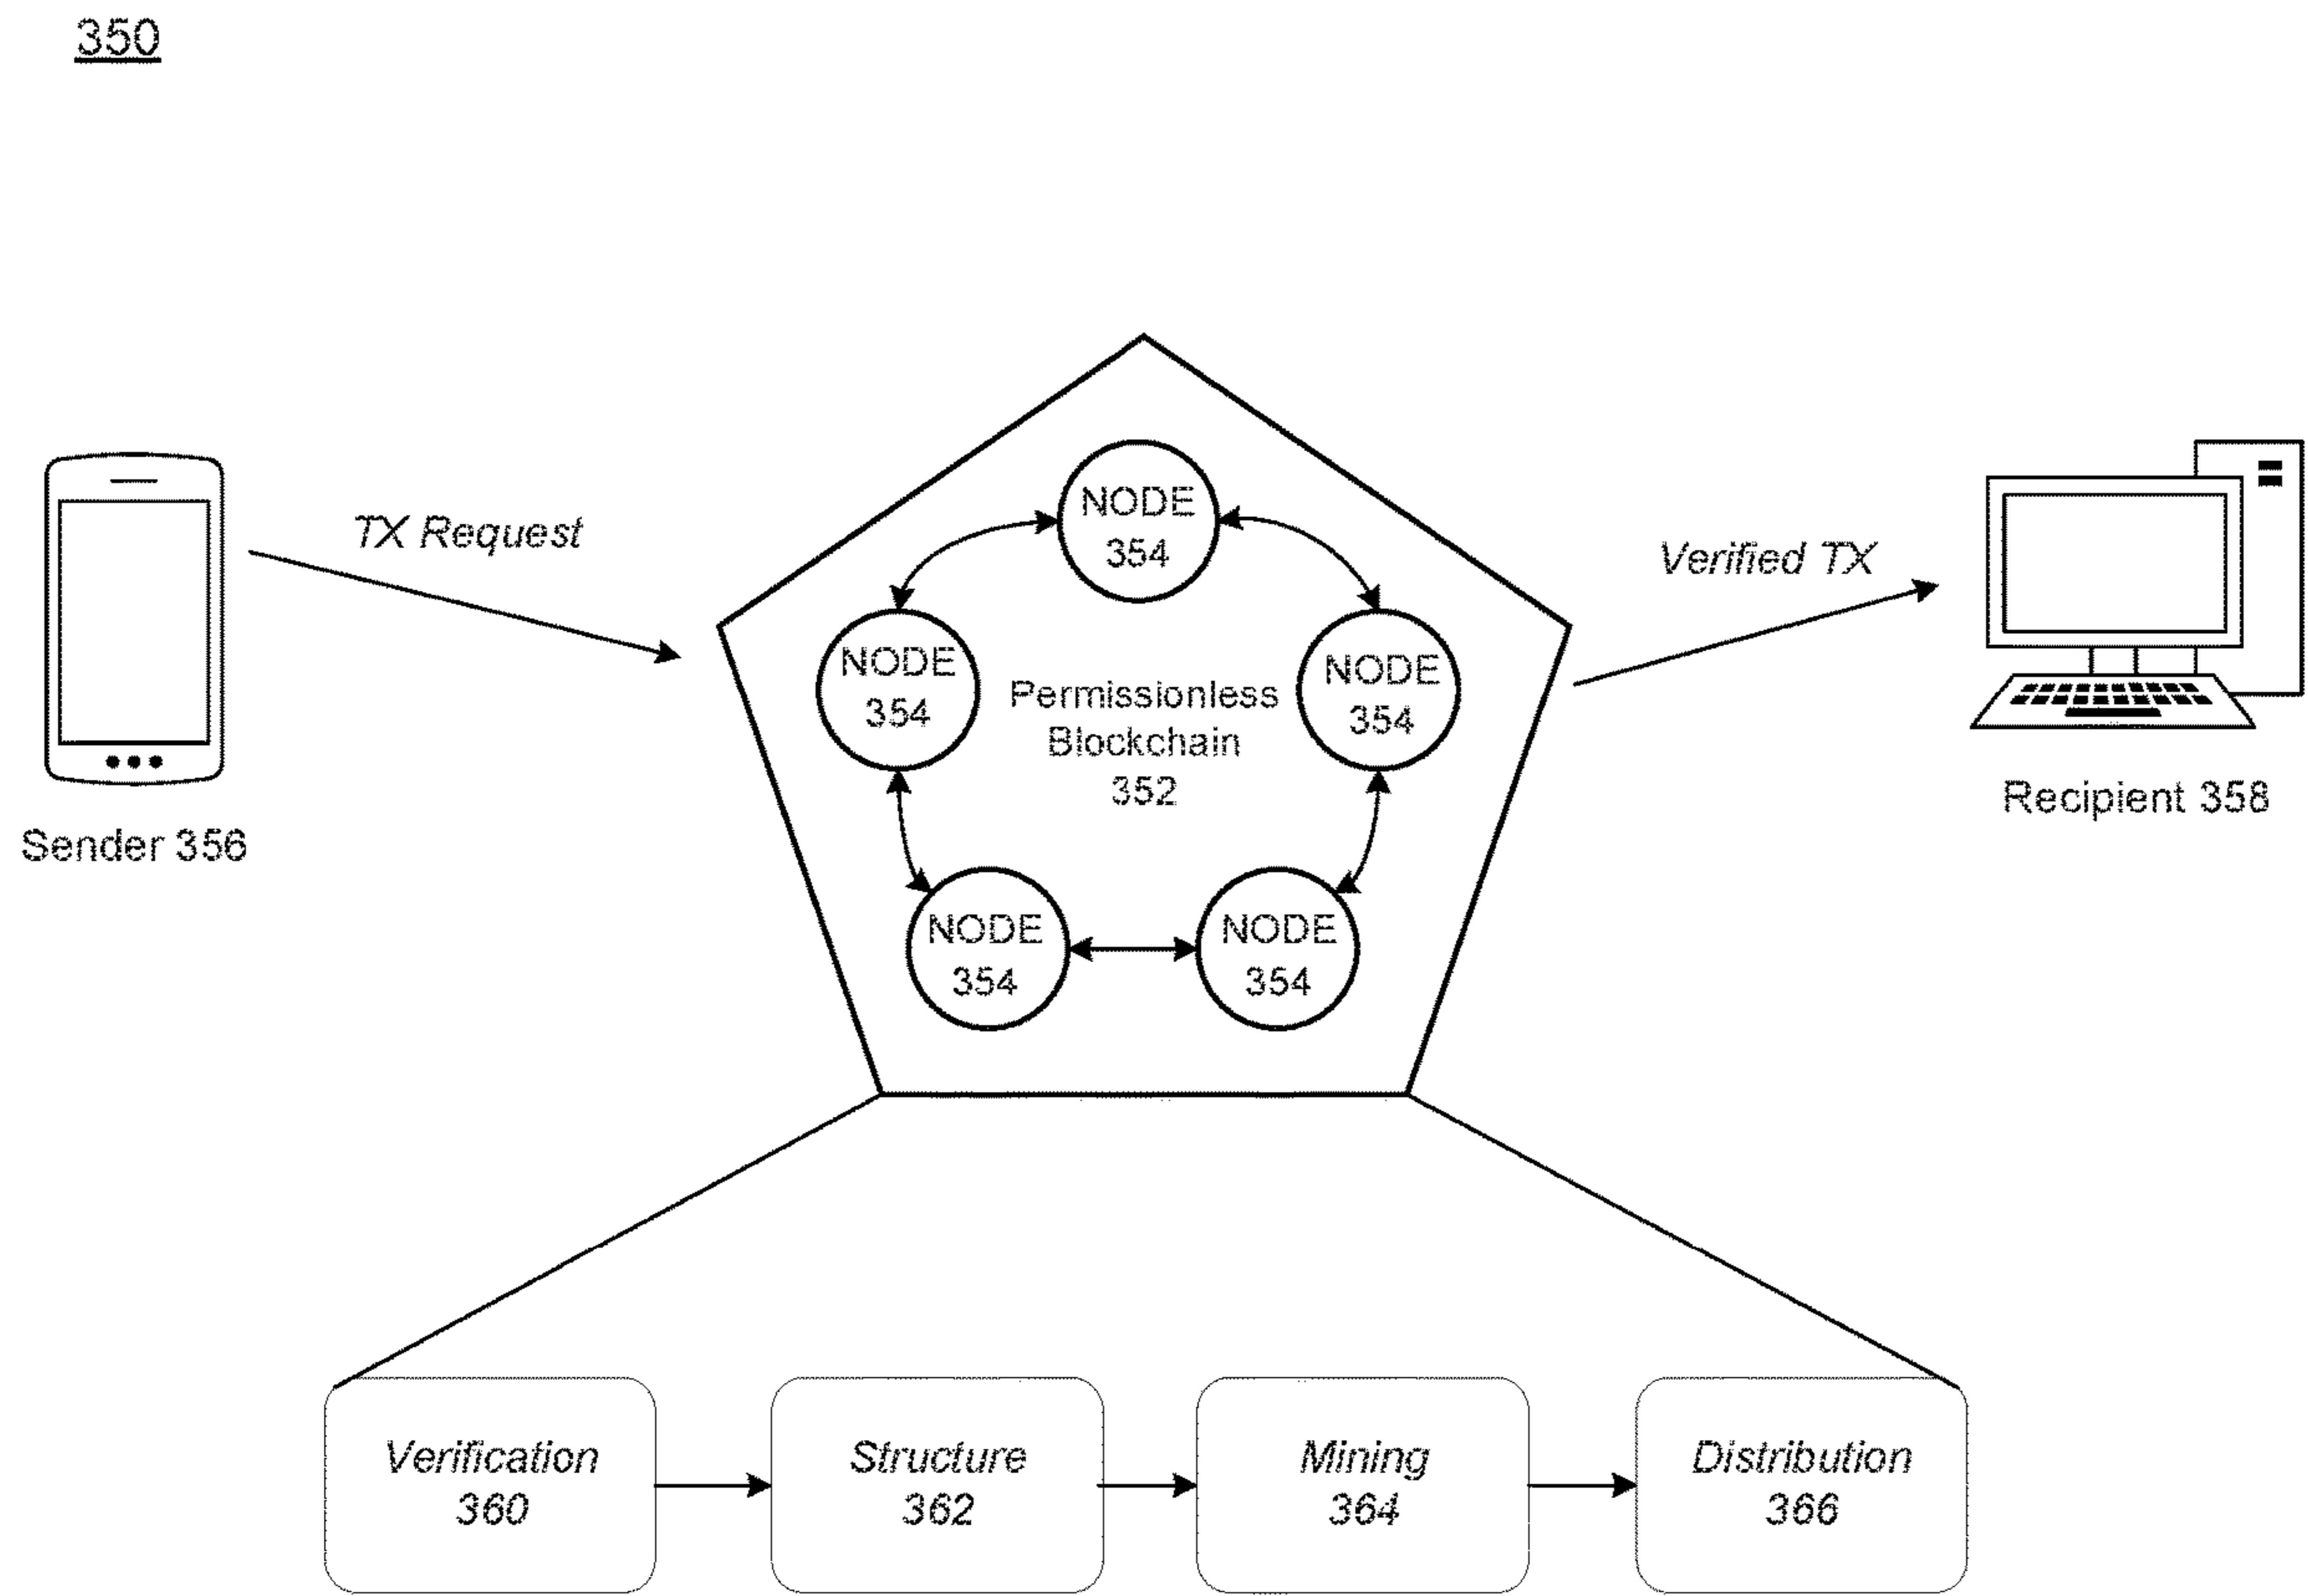 350
TX Request
Verified TX
NODE
354
NODE
354
NODE
354
Permissionless
Blockchain
352
NODE
354
NODE
354
Sender 356
Recipient 358
Verification
360
Structure
362
Mining
364
Distribution
366